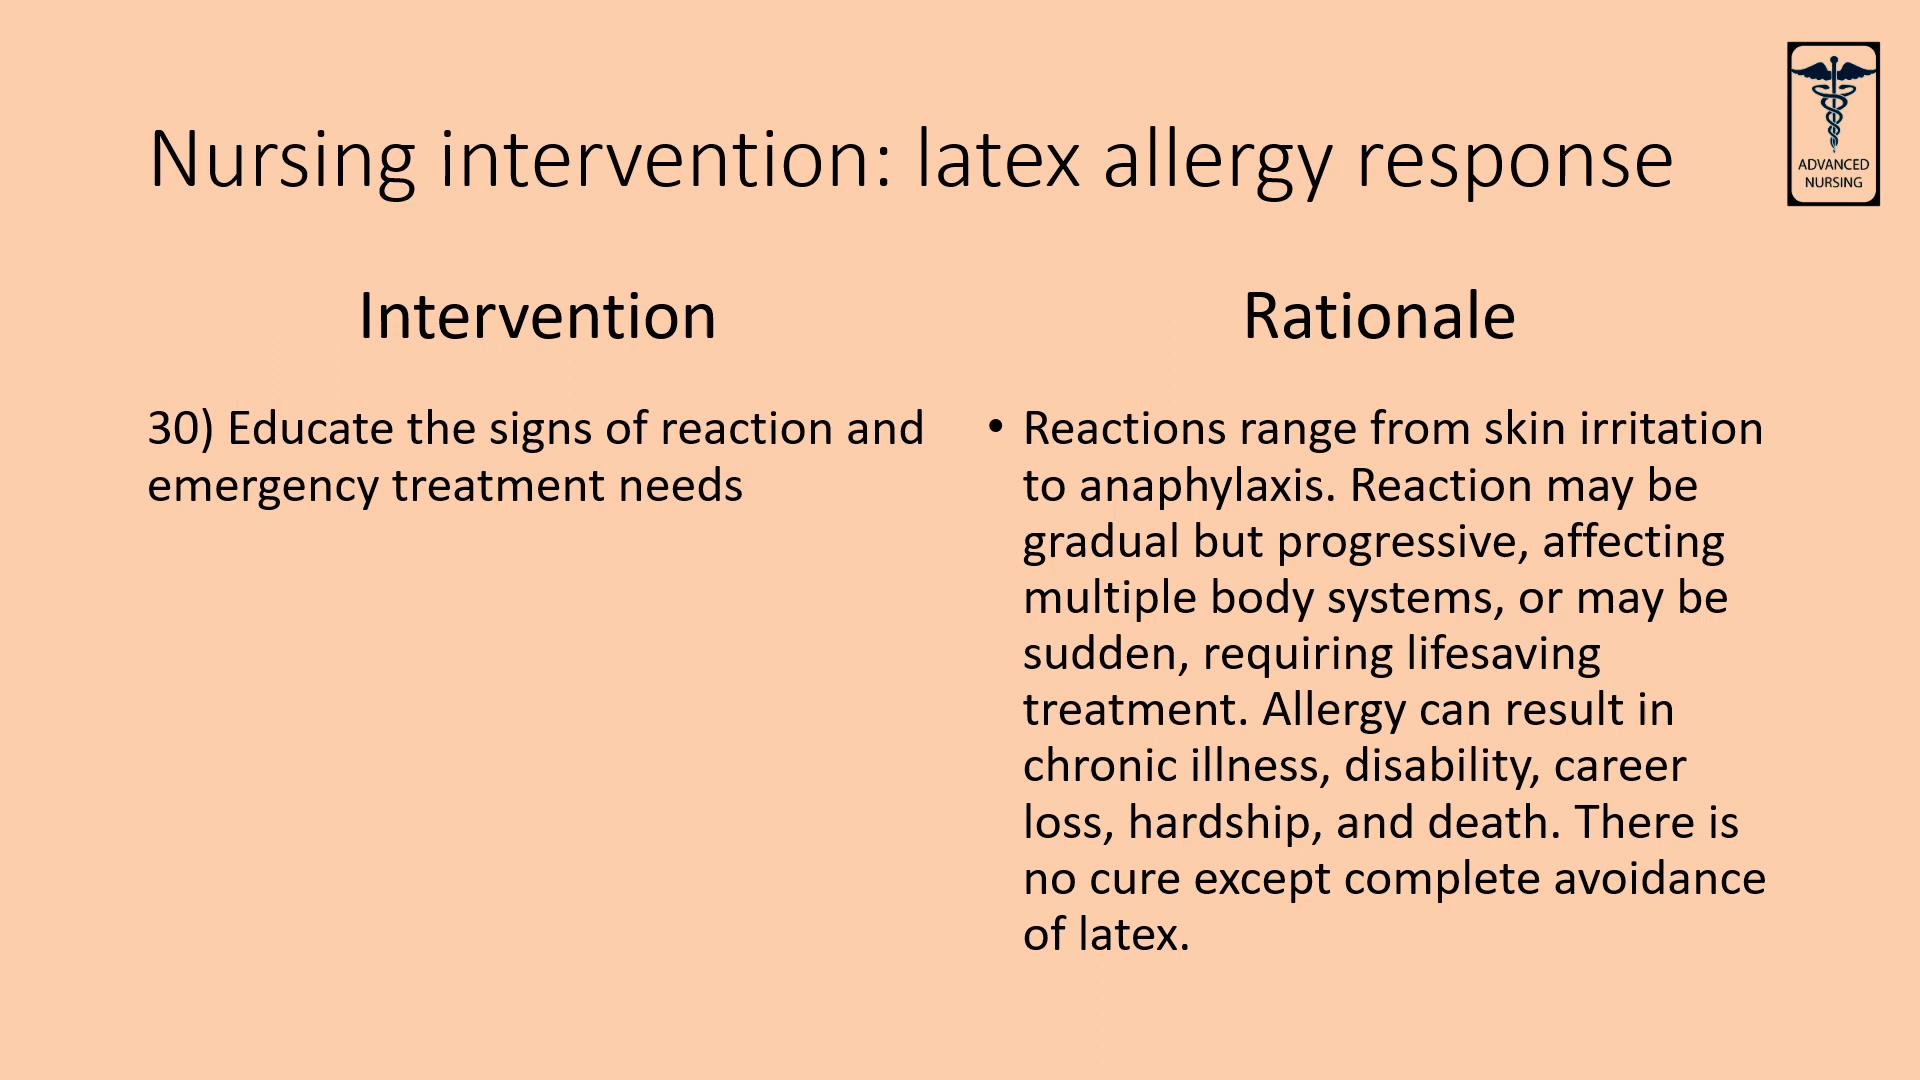 Nursing intervention: latex allergy response
ADVANCED
NURSING
Intervention
30) Educate the signs of reaction and
emergency treatment needs
Rationale
• Reactions range from skin irritation
to anaphylaxis. Reaction may be
gradual but progressive, affecting
multiple body systems, or may be
sudden, requiring lifesaving
treatment. Allergy can result in
chronic illness, disability, career
loss, hardship, and death. There is
no cure except complete avoidance
of latex.